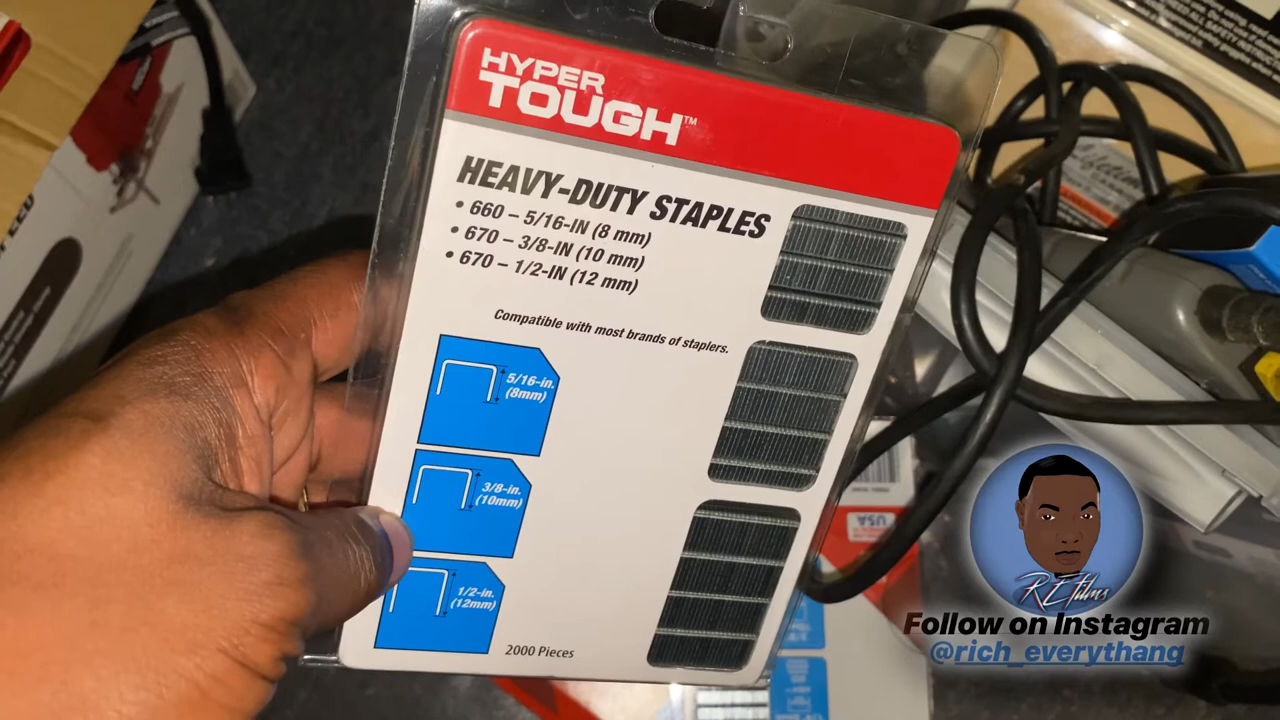 HYPER
TOUGH™
HEAVY-DUTY STAPLES
• 660 – 5/16-IN (8 mm)
• 670 – 3/8-IN (10 mm)
• 670 – 1/2-IN (12 mm)
Compatible with most brands of staplers.
5/16-in.
(8mm)
3/8-in.
(10mm)
1/2-in.
(12mm)
2000 Pieces
USA
Lifetime
RE films
Follow on Instagram
@rich_everythang